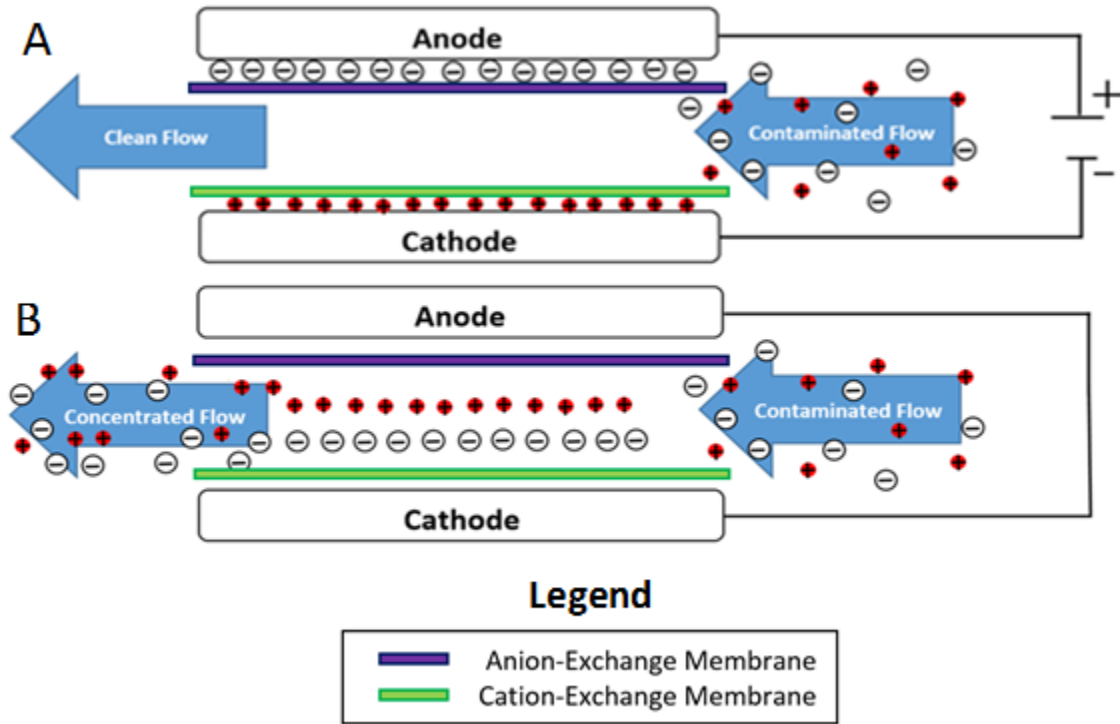 A
Anode
Clean Flow
Contaminated Flow
+
−
Cathode
B
Anode
Concentrated Flow
Contaminated Flow
Cathode
Legend
Anion-Exchange Membrane
Cation-Exchange Membrane